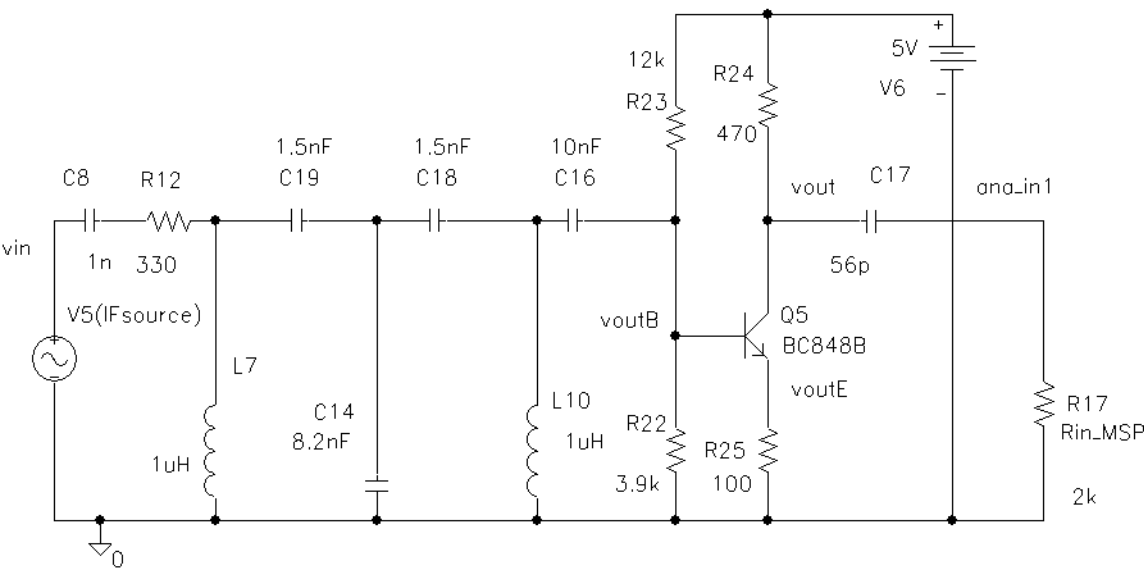 +
5V
V6
-
12k
R23
R24
470
1.5nF
C19
1.5nF
C18
10nF
C16
C8
R12
1n
330
vin
vout
C17
56p
ana_in1
V5(IFsource)
+
-
voutB
Q5
BC848B
voutE
L7
1uH
C14
8.2nF
L10
1uH
R22
3.9k
R25
100
R17
Rin_MSP
2k
0